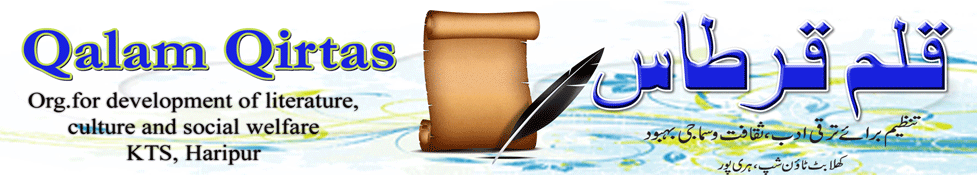 Qalam Qirtas
Org.for development of literature,
culture and social welfare
KTS, Haripur
قلم قرطاس
تنظیم برائے ترقی ادب، ثقافت و سماجی بہبود
کھلابٹ ٹاؤن شپ، ہری پور